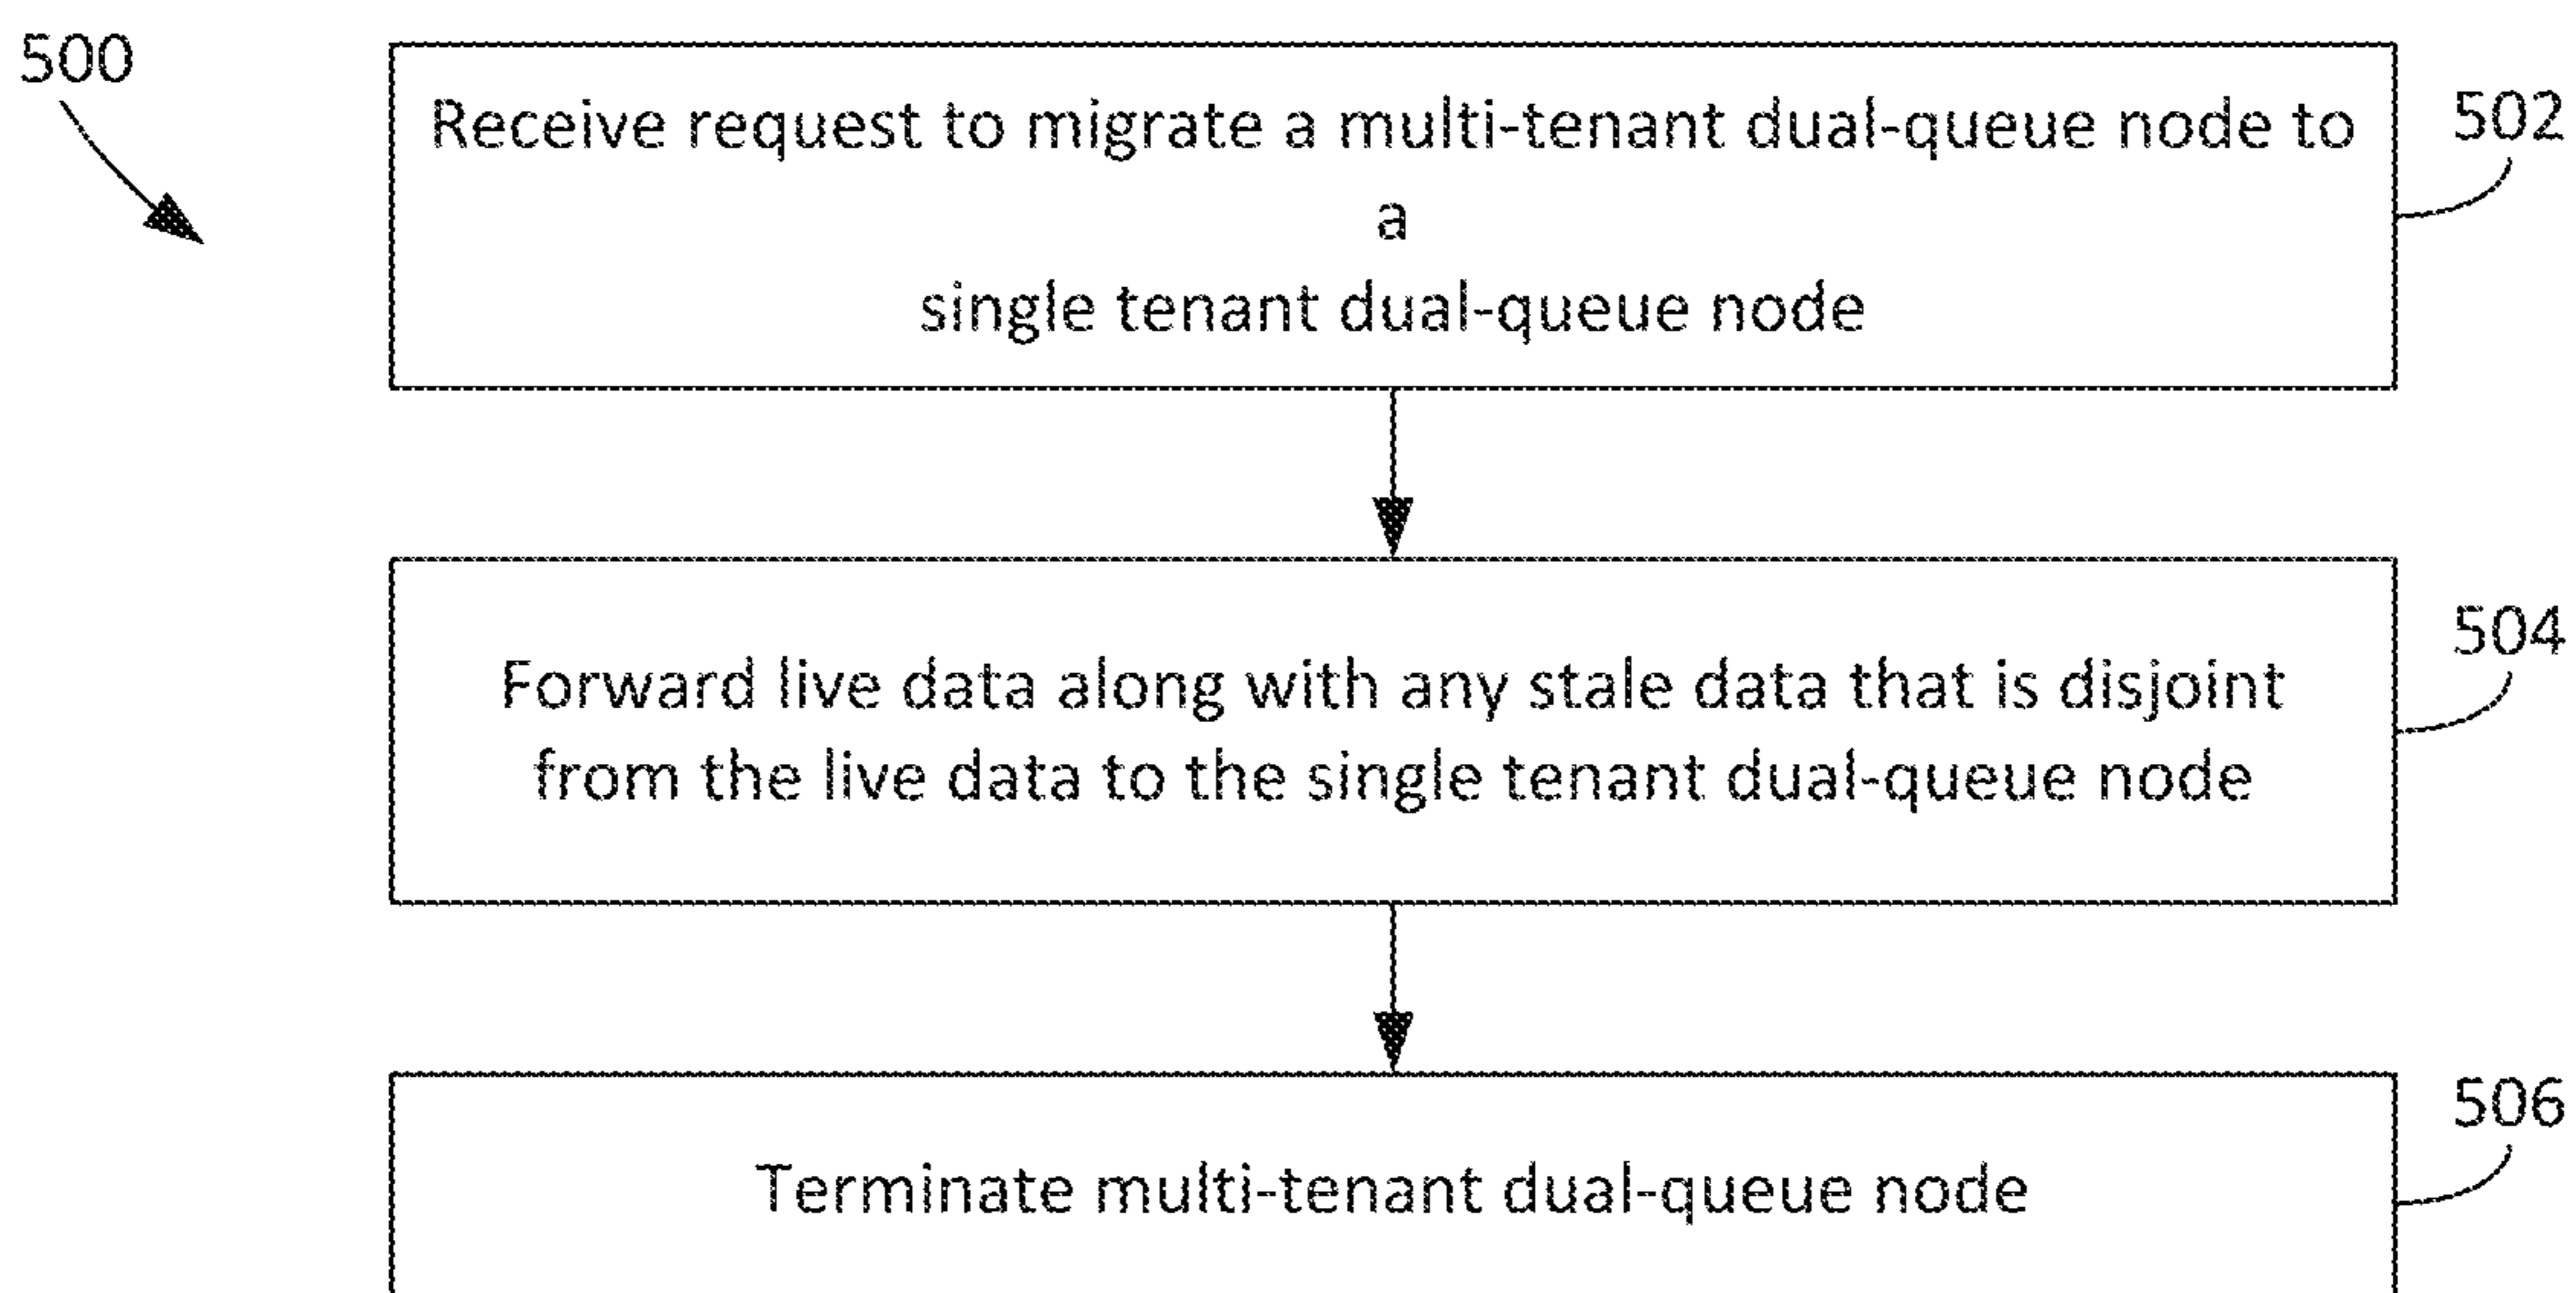 500
Receive request to migrate a multi-tenant dual-queue node to
a
single tenant dual-queue node
502
Forward live data along with any stale data that is disjoint
from the live data to the single tenant dual-queue node
504
Terminate multi-tenant dual-queue node
506